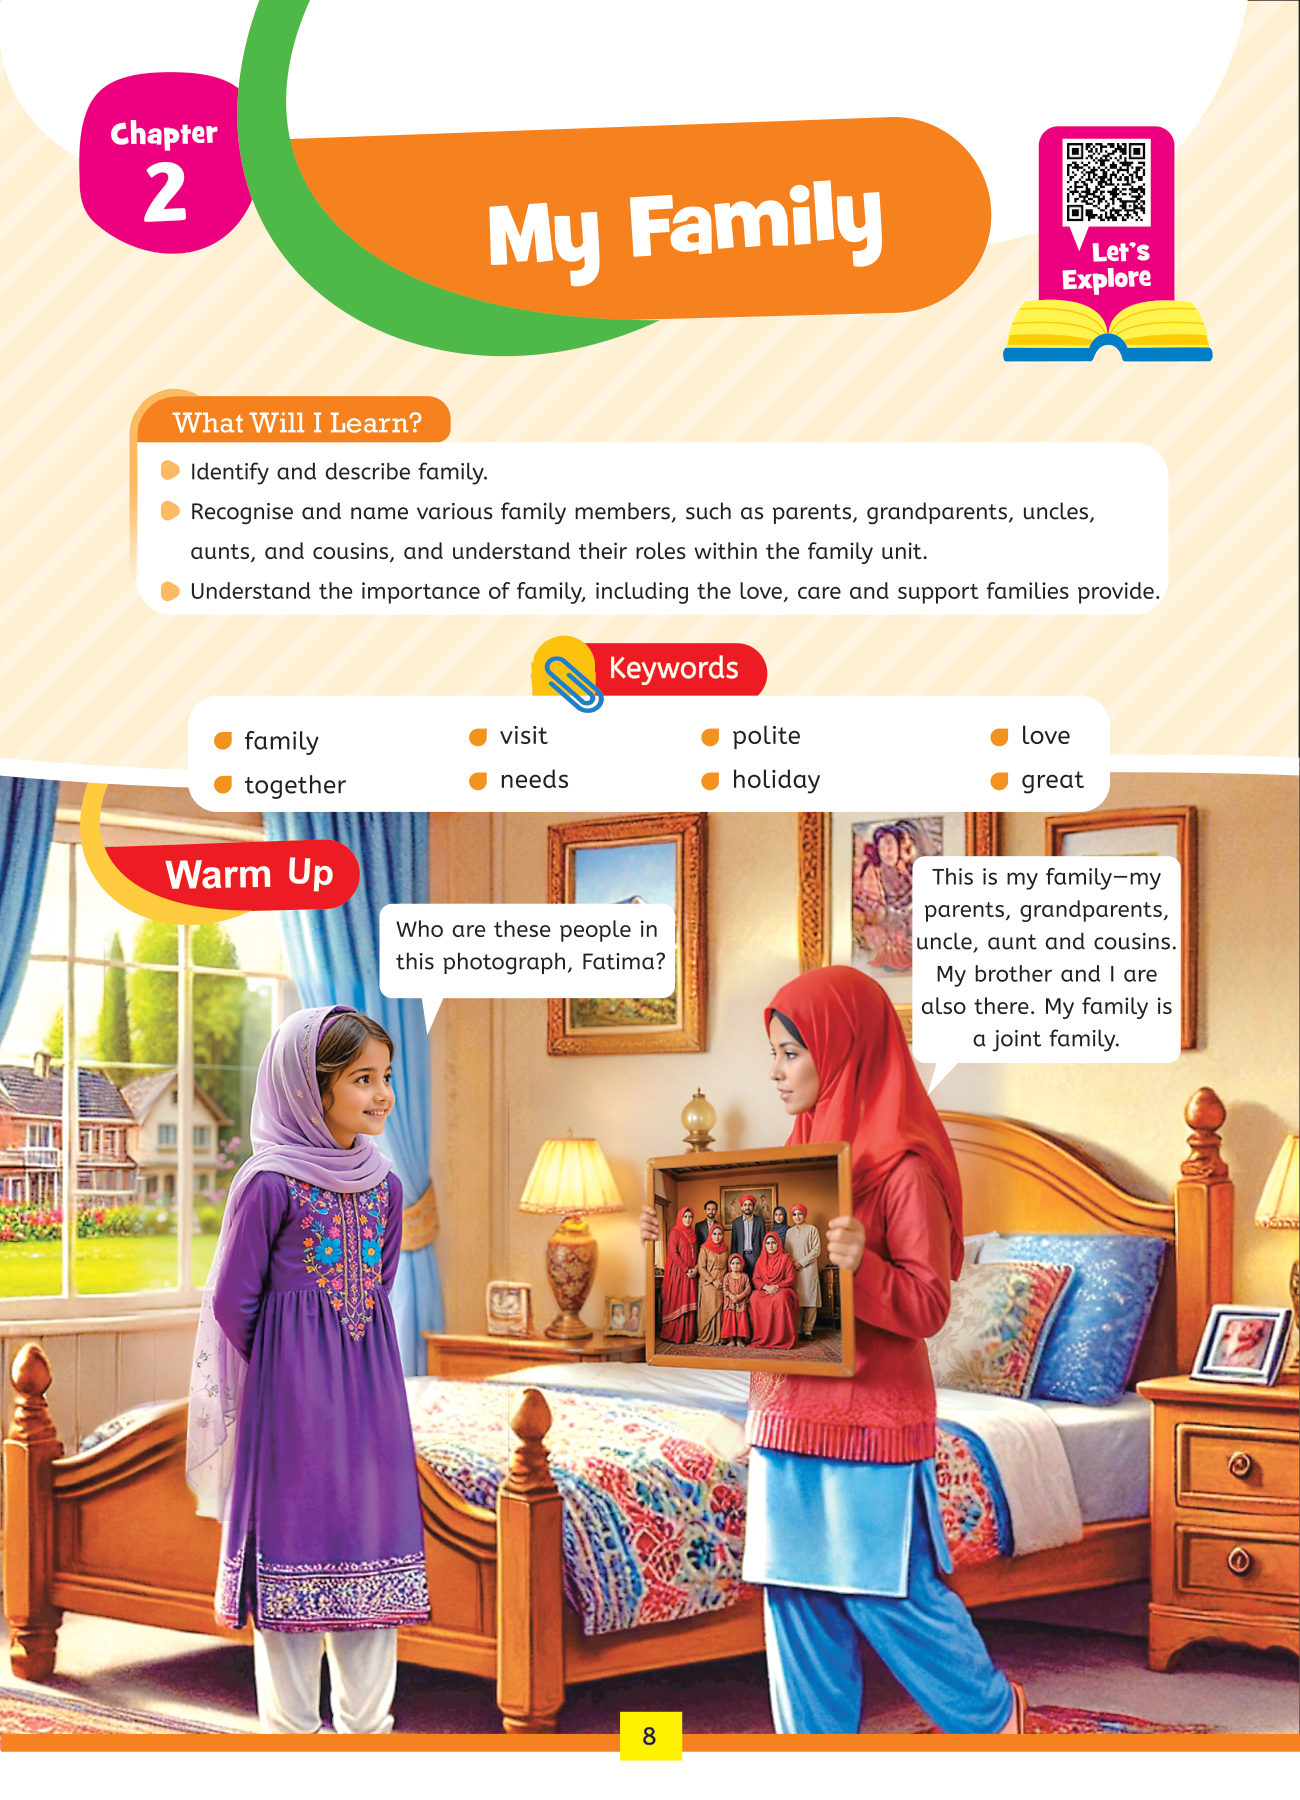 Chapter
2
My Family
Let's
Explore
What Will I Learn?
Identify and describe family.
Recognise and name various family members, such as parents, grandparents, uncles,
aunts, and cousins, and understand their roles within the family unit.
Understand the importance of family, including the love, care and support families provide.
Keywords
family
visit
polite
love
together
needs
holiday
great
Warm Up
Who are these people in
this photograph, Fatima?
This is my family—my
parents, grandparents,
uncle, aunt and cousins.
My brother and I are
also there. My family is
a joint family.
8